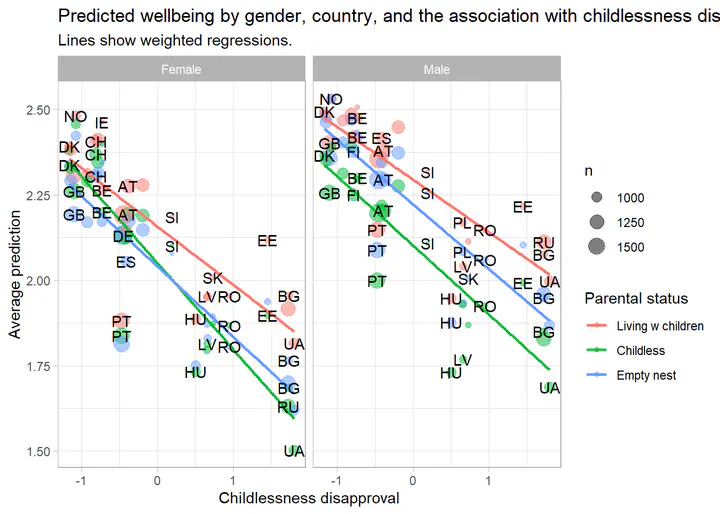 Predicted wellbeing by gender, country, and the association with childlessness dis
Lines show weighted regressions.
Female
Male
Average prediction
2.50
2.25
2.00
1.75
1.50
NO
IE
DK
CH
CH
DK
CH
GB
BE
AT
GB
BE
AT
SI
DE
SI
EE
ES
SK
LV
RO
BG
PT
HU
RO
EE
PT
LV
RO
UA
HU
BG
BG
RU
UA
NO
DK
BE
GB
BE
ES
DK
FI
AT
SI
GB
FI
BE
AT
SI
AT
EE
PT
PL
RO
SI
RU
PT
PL
RO
BG
LV
PT
SK
EE
UA
HU
RO
BG
HU
BG
LV
HU
UA
-1
0
1
-1
0
1
Childlessness disapproval
n
1000
1250
1500
Parental status
Living w children
Childless
Empty nest